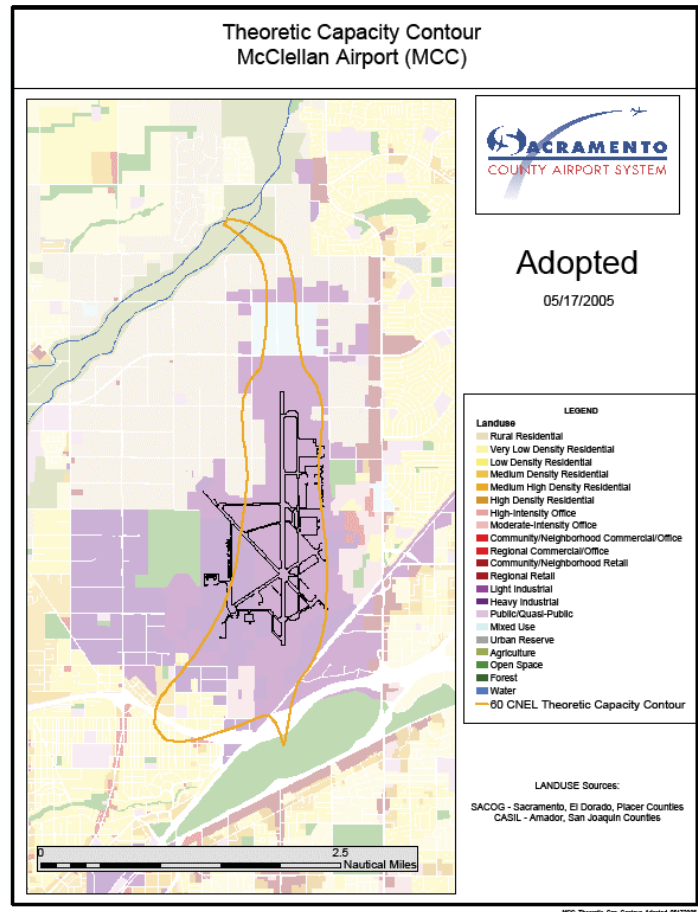 Theoretic Capacity Contour
McClellan Airport (MCC)
SACRAMENTO
COUNTY AIRPORT SYSTEM
Adopted
05/17/2005
LEGEND
Landuse
Rural Residential
Very Low Density Residential
Low Density Residential
Medium Density Residential
Medium High Density Residential
High Density Residential
High-Intensity Office
Moderate-Intensity Office
Community/Neighborhood Commercial/Office
Regional Commercial/Office
Community/Neighborhood Retail
Regional Retail
Light Industrial
Heavy Industrial
Public/Quasi-Public
Mixed Use
Urban Reserve
Agriculture
Open Space
Forest
Water
60 CNEL Theoretic Capacity Contour
LANDUSE Sources:
SACOG - Sacramento, El Dorado, Placer Counties
CASIL - Amador, San Joaquin Counties
0 2.5
Nautical Miles